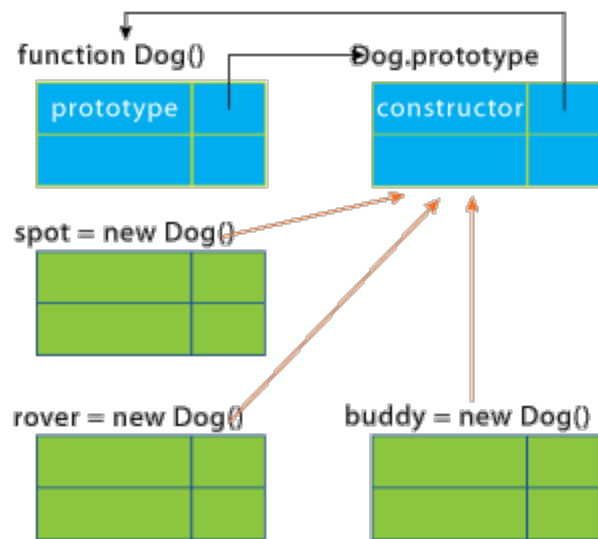 function Dog()
Dog.prototype
prototype
constructor
spot = new Dog()
rover = new Dog()
buddy = new Dog()